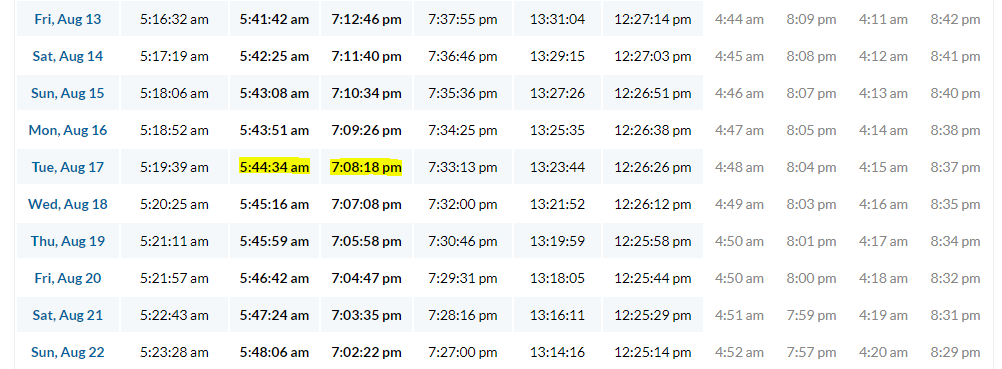 Fri, Aug 13 5:16:32 am 5:41:42 am 7:12:46 pm 7:37:55 pm 13:31:04 12:27:14 pm 4:44 am 8:09 pm 4:11 am 8:42 pm
Sat, Aug 14 5:17:19 am 5:42:25 am 7:11:40 pm 7:36:46 pm 13:29:15 12:27:03 pm 4:45 am 8:08 pm 4:12 am 8:41 pm
Sun, Aug 15 5:18:06 am 5:43:08 am 7:10:34 pm 7:35:36 pm 13:27:26 12:26:51 pm 4:46 am 8:07 pm 4:13 am 8:40 pm
Mon, Aug 16 5:18:52 am 5:43:51 am 7:09:26 pm 7:34:25 pm 13:25:35 12:26:38 pm 4:47 am 8:05 pm 4:14 am 8:38 pm
Tue, Aug 17 5:19:39 am 5:44:34 am 7:08:18 pm 7:33:13 pm 13:23:44 12:26:26 pm 4:48 am 8:04 pm 4:15 am 8:37 pm
Wed, Aug 18 5:20:25 am 5:45:16 am 7:07:08 pm 7:32:00 pm 13:21:52 12:26:12 pm 4:49 am 8:03 pm 4:16 am 8:35 pm
Thu, Aug 19 5:21:11 am 5:45:59 am 7:05:58 pm 7:30:46 pm 13:19:59 12:25:58 pm 4:50 am 8:01 pm 4:17 am 8:34 pm
Fri, Aug 20 5:21:57 am 5:46:42 am 7:04:47 pm 7:29:31 pm 13:18:05 12:25:44 pm 4:50 am 8:00 pm 4:18 am 8:32 pm
Sat, Aug 21 5:22:43 am 5:47:24 am 7:03:35 pm 7:28:16 pm 13:16:11 12:25:29 pm 4:51 am 7:59 pm 4:19 am 8:31 pm
Sun, Aug 22 5:23:28 am 5:48:06 am 7:02:22 pm 7:27:00 pm 13:14:16 12:25:14 pm 4:52 am 7:57 pm 4:20 am 8:29 pm